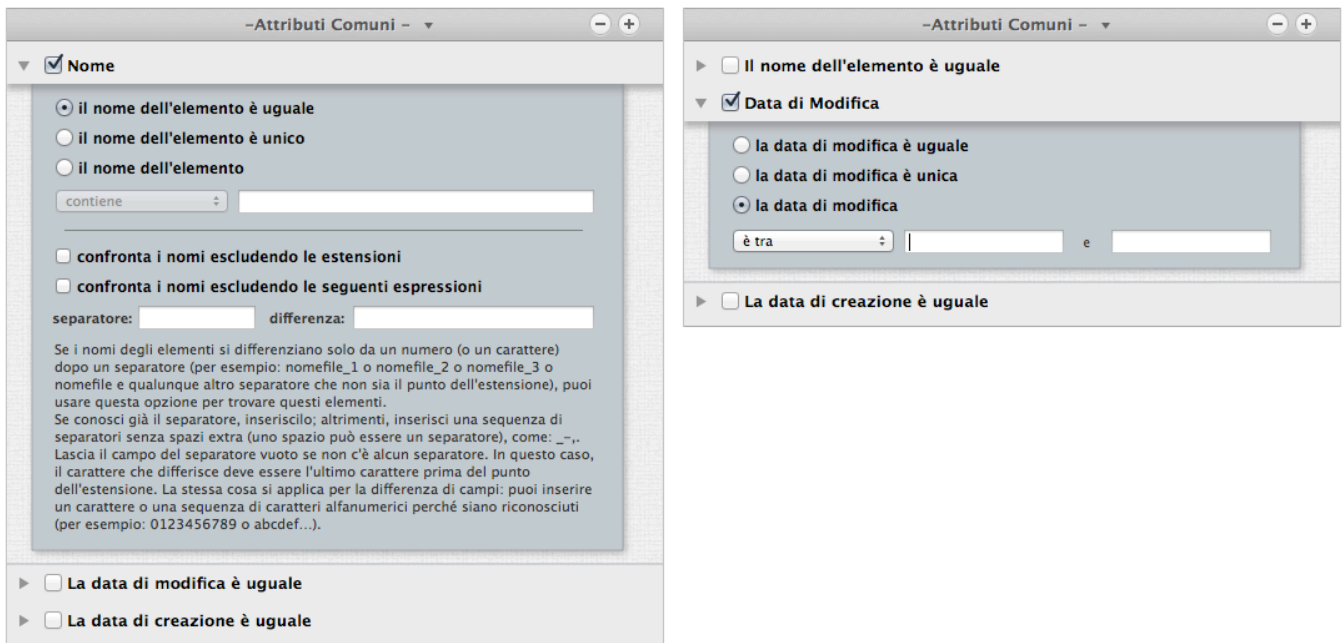 –Attributi Comuni –
Nome
il nome dell'elemento è uguale
il nome dell'elemento è unico
il nome dell'elemento
contiene
confronta i nomi escludendo le estensioni
confronta i nomi escludendo le seguenti espressioni
separatore: differenza:
Se i nomi degli elementi si differenziano solo da un numero (o un carattere)
dopo un separatore (per esempio: nomefile_1 o nomefile_2 o nomefile_3 o
nomefile e qualunque altro separatore che non sia il punto dell'estensione), puoi
usare questa opzione per trovare questi elementi.
Se conosci già il separatore, inseriscilo; altrimenti, inserisci una sequenza di
separatori senza spazi extra (uno spazio può essere un separatore), come: _–,.
Lascia il campo del separatore vuoto se non c'è alcun separatore. In questo caso,
il carattere che differisce deve essere l'ultimo carattere prima del punto
dell'estensione. La stessa cosa si applica per la differenza di campi: puoi inserire
un carattere o una sequenza di caratteri alfanumerici perché siano riconosciuti
(per esempio: 0123456789 o abcdef...).
La data di modifica è uguale
La data di creazione è uguale
–Attributi Comuni –
Il nome dell'elemento è uguale
Data di Modifica
la data di modifica è uguale
la data di modifica è unica
la data di modifica
è tra e
La data di creazione è uguale